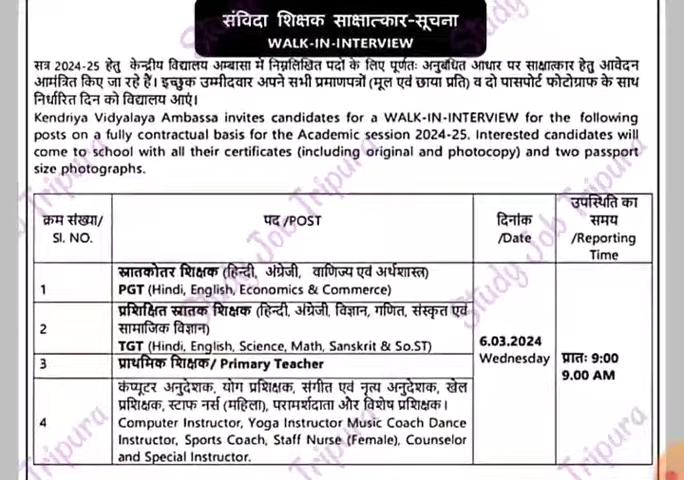 संविदा शिक्षक साक्षात्कार-सूचना
WALK-IN-INTERVIEW
सत्र 2024-25 हेतु केन्द्रीय विद्यालय अम्बासा में निम्नलिखित पदों के लिए पूर्णतः अनुबंधित आधार पर साक्षात्कार हेतु आवेदन
आमंत्रित किए जा रहे हैं। इच्छुक उम्मीदवार अपने सभी प्रमाणपत्रों (मूल एवं छाया प्रति) व दो पासपोर्ट फोटोग्राफ के साथ
निर्धारित दिन को विद्यालय आएं।
Kendriya Vidyalaya Ambassa invites candidates for a WALK-IN-INTERVIEW for the following
posts on a fully contractual basis for the Academic session 2024-25. Interested candidates will
come to school with all their certificates (including original and photocopy) and two passport
size photographs.
क्रम संख्या/
Sl. NO.
पद /POST
दिनांक
/Date
उपस्थिति का
समय
/Reporting
Time
1
स्नातकोतर शिक्षक (हिन्दी, अंग्रेजी, वाणिज्य एवं अर्थशास्त्र)
PGT (Hindi, English, Economics & Commerce)
2
प्रशिक्षित स्नातक शिक्षक (हिन्दी, अंग्रेजी, विज्ञान, गणित, संस्कृत एवं
सामाजिक विज्ञान)
TGT (Hindi, English, Science, Math, Sanskrit & So.ST)
3
प्राथमिक शिक्षक/ Primary Teacher
4
कंप्यूटर अनुदेशक, योग प्रशिक्षक, संगीत एवं नृत्य अनुदेशक, खेल
प्रशिक्षक, स्टाफ नर्स (महिला), परामर्शदाता और विशेष प्रशिक्षक।
Computer Instructor, Yoga Instructor Music Coach Dance
Instructor, Sports Coach, Staff Nurse (Female), Counselor
and Special Instructor.
6.03.2024
Wednesday
प्रातः 9:00
9.00 AM
Study Job Tripura
Study Job Tripura
Tripura
Tripura